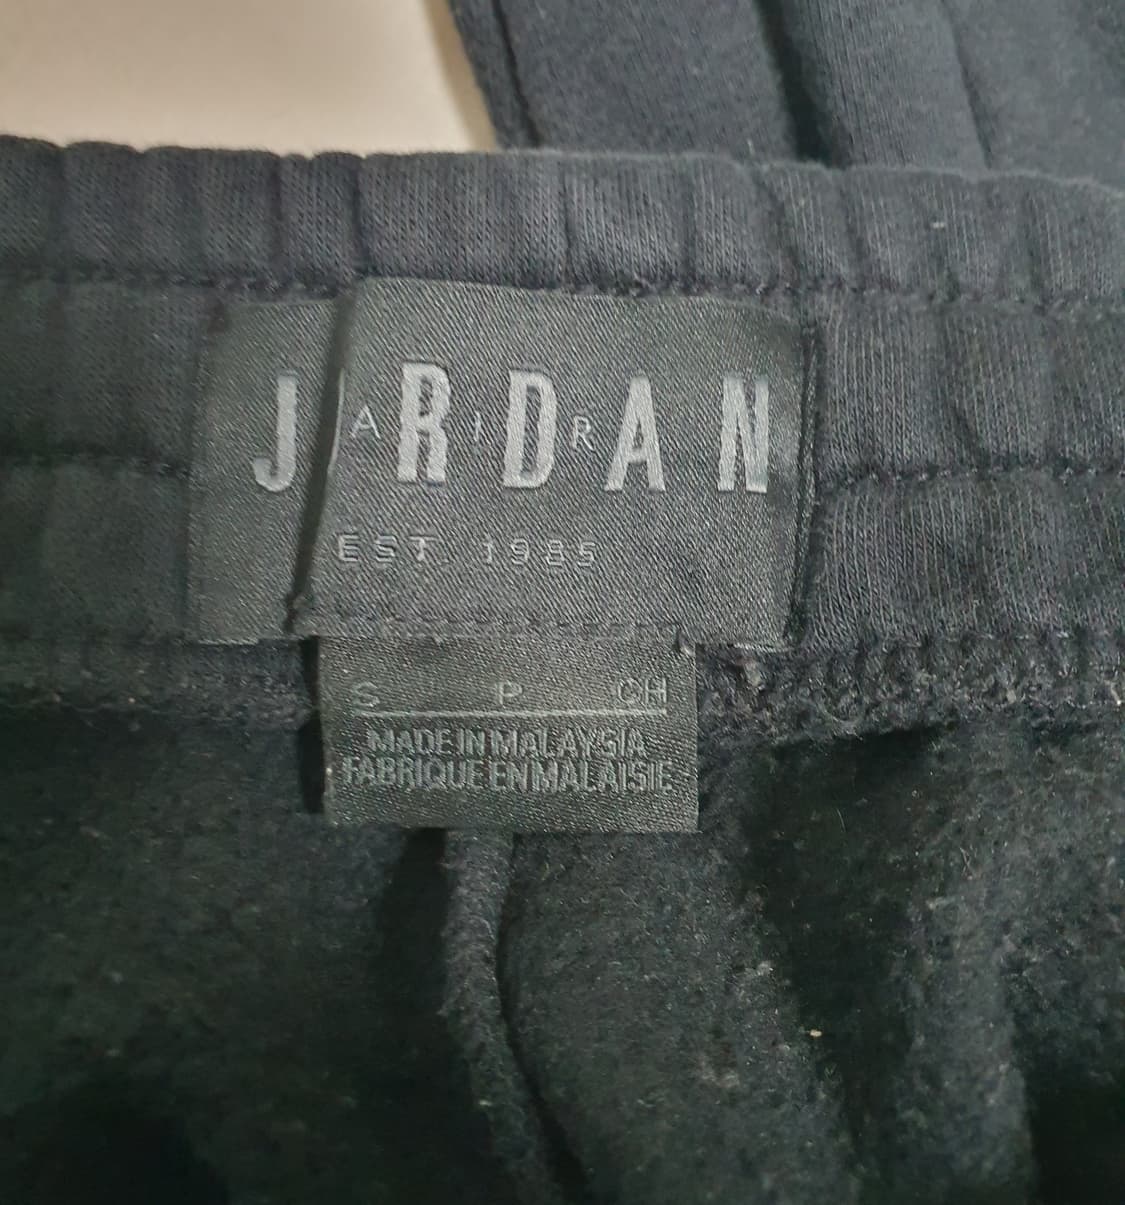 JORDAN
AIR
EST. 1985
S P CH
MADE IN MALAYSIA
FABRIQUE EN MALAISIE